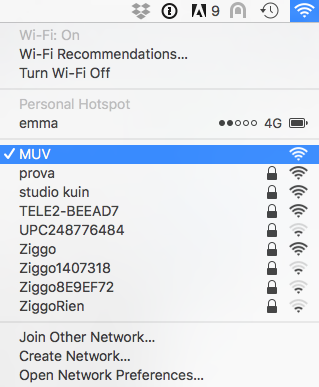 9
Wi-Fi: On
Wi-Fi Recommendations...
Turn Wi-Fi Off
Personal Hotspot
emma 4G
MUV
prova
studio kuin
TELE2-BEEAD7
UPC248776484
Ziggo
Ziggo1407318
Ziggo8E9EF72
ZiggoRien
Join Other Network...
Create Network...
Open Network Preferences...